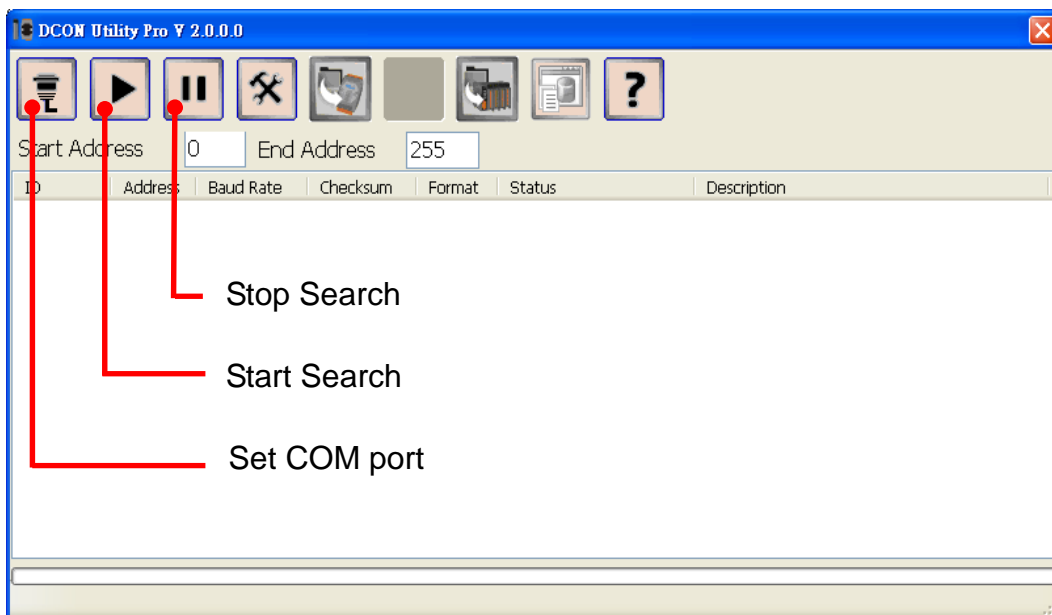 DCON Utility Pro V 2.0.0.0
?
Start Address 0 End Address 255
ID Address Baud Rate Checksum Format Status Description
Stop Search
Start Search
Set COM port